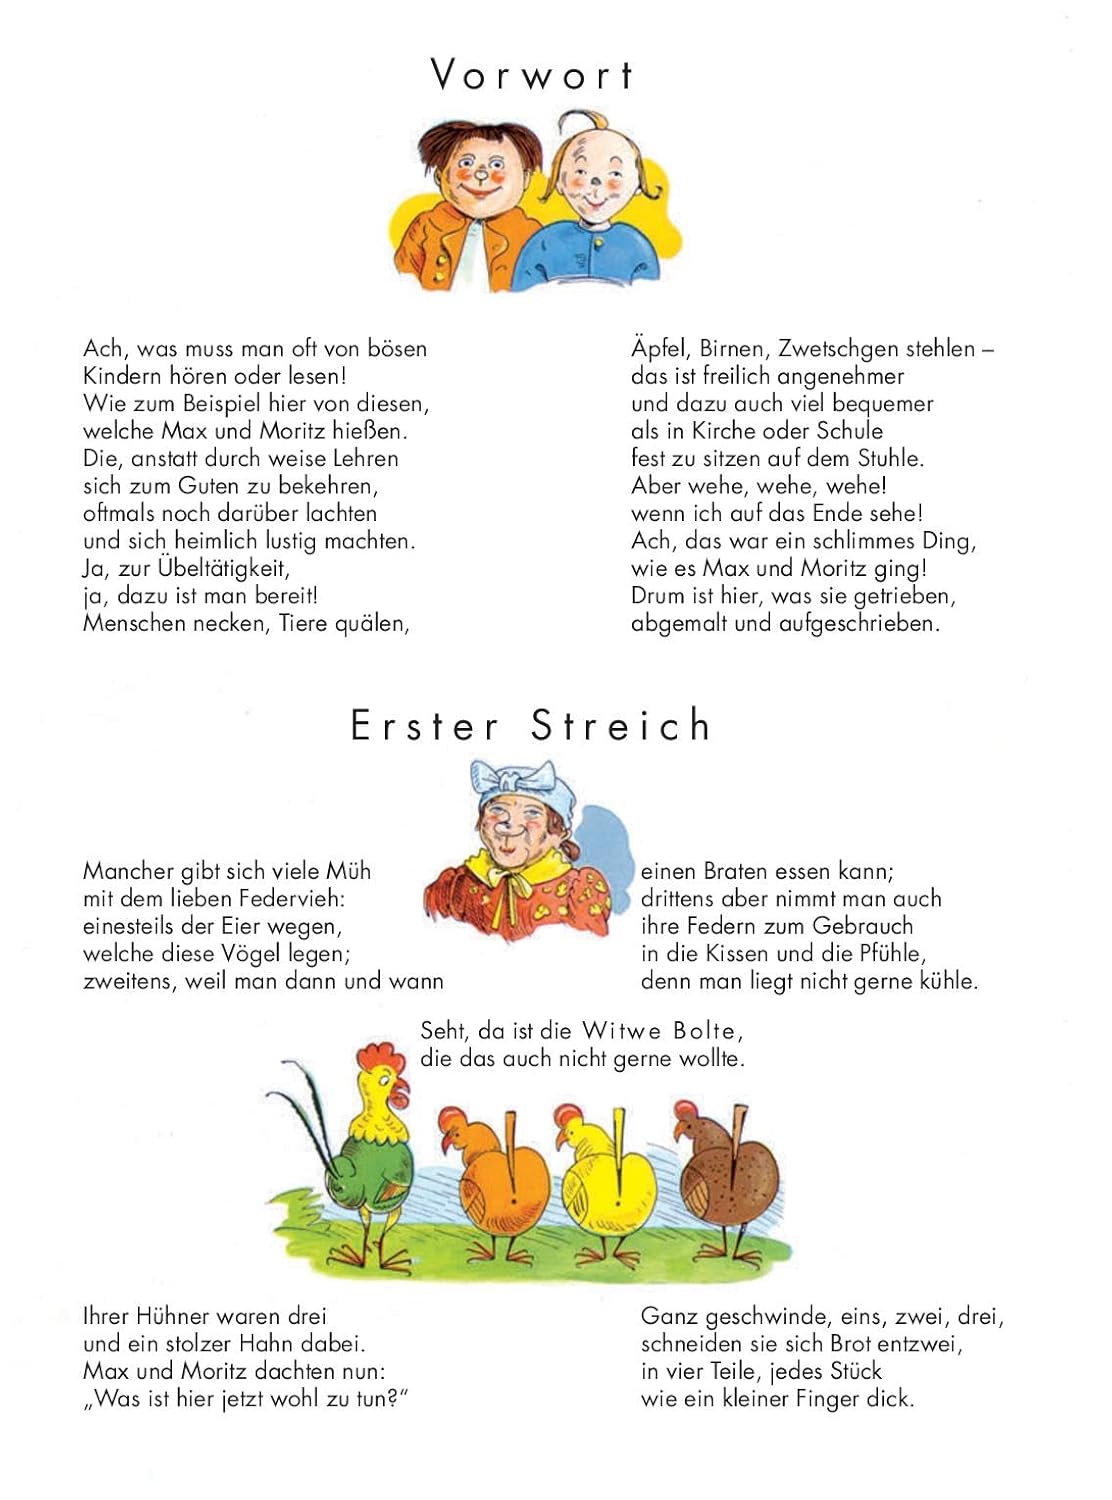 Vorwort
Ach, was muss man oft von bösen
Kindern hören oder lesen!
Wie zum Beispiel hier von diesen,
welche Max und Moritz hießen.
Die, anstatt durch weise Lehren
sich zum Guten zu bekehren,
oftmals noch darüber lachten
und sich heimlich lustig machten.
Ja, zur Übeltätigkeit,
ja, dazu ist man bereit!
Menschen necken, Tiere quälen,
Äpfel, Birnen, Zwetschgen stehlen –
das ist freilich angenehmer
und dazu auch viel bequemer
als in Kirche oder Schule
fest zu sitzen auf dem Stuhle.
Aber wehe, wehe, wehe!
wenn ich auf das Ende sehe!
Ach, das war ein schlimmes Ding,
wie es Max und Moritz ging!
Drum ist hier, was sie getrieben,
abgemalt und aufgeschrieben.
Erster Streich
Mancher gibt sich viele Müh
mit dem lieben Federvieh:
einesteils der Eier wegen,
welche diese Vögel legen;
zweitens, weil man dann und wann
einen Braten essen kann;
drittens aber nimmt man auch
ihre Federn zum Gebrauch
in die Kissen und die Pfühle,
denn man liegt nicht gerne kühle.
Seht, da ist die Witwe Bolte,
die das auch nicht gerne wollte.
Ihrer Hühner waren drei
und ein stolzer Hahn dabei.
Max und Moritz dachten nun:
„Was ist hier jetzt wohl zu tun?“
Ganz geschwinde, eins, zwei, drei,
schneiden sie sich Brot entzwei,
in vier Teile, jedes Stück
wie ein kleiner Finger dick.